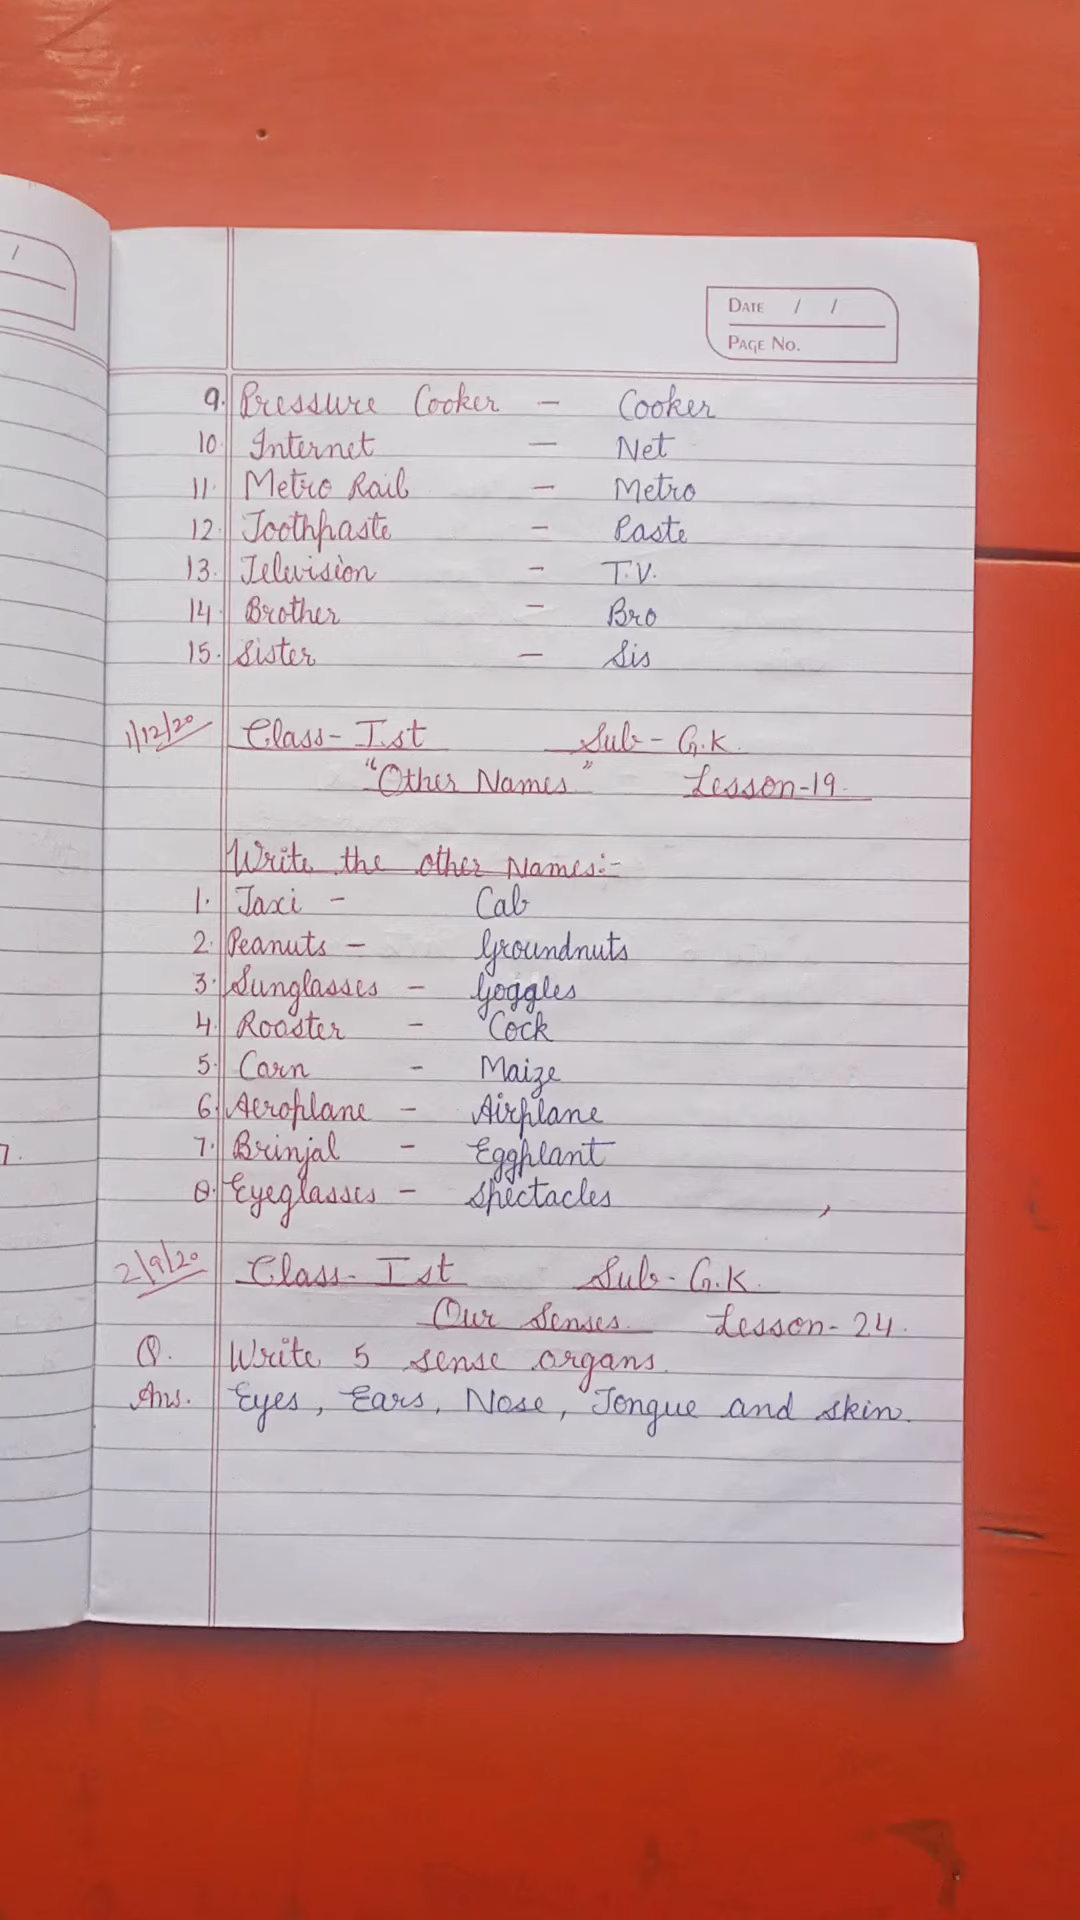 /
DATE / /
PAGE No.
9. Pressure Cooker - Cooker
10. Internet - Net
11. Metro Rail - Metro
12. Toothpaste - Paste
13. Television - T.V.
14. Brother - Bro
15. Sister - Sis
1/12/20 Class-Ist Sub-G.K.
"Other Names" Lesson-19.
Write the other Names:-
1. Taxi - Cab
2. Peanuts - Groundnuts
3. Sunglasses - Goggles
4. Rooster - Cock
5. Corn - Maize
6. Aeroplane - Airplane
7.
7. Brinjal - Eggplant
8. Eyeglasses - Spectacles
2/9/20 Class-Ist Sub-G.K.
Our Senses. Lesson-24.
Q. Write 5 sense organs.
Ans. Eyes, Ears, Nose, Tongue and skin.